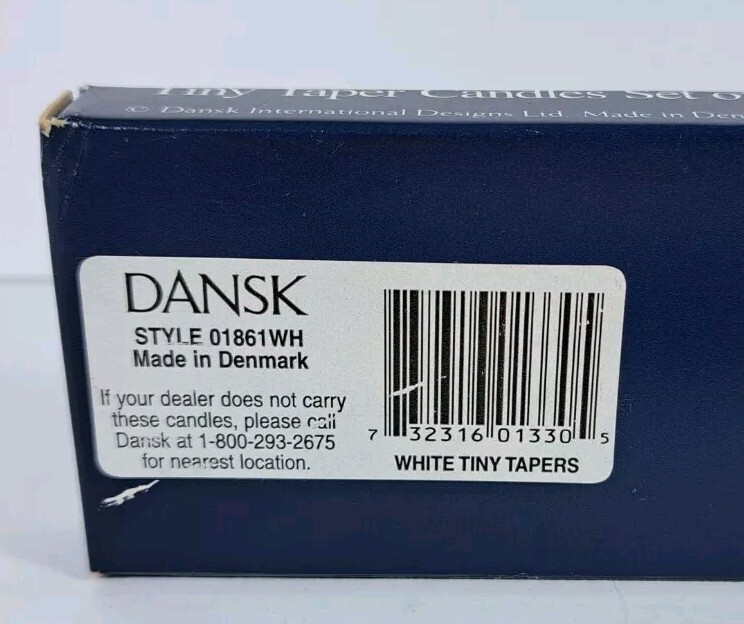 Tiny Taper Candles Set
© Dansk International Designs Ltd. Made in Den
DANSK
STYLE 01861WH
Made in Denmark
If your dealer does not carry
these candles, please call
Dansk at 1-800-293-2675
for nearest location.
7 32316 01330 5
WHITE TINY TAPERS